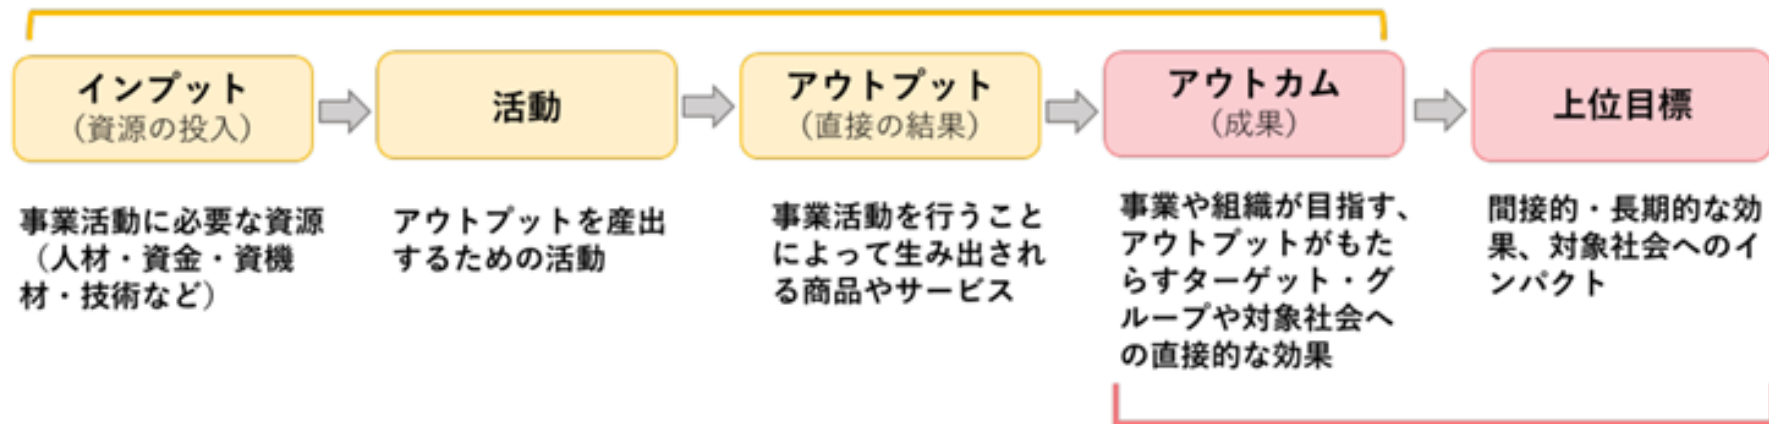 インプット
（資源の投入）
活動
アウトプット
（直接の結果）
アウトカム
（成果）
上位目標
事業活動に必要な資源
（人材・資金・資機
材・技術など）
アウトプットを産出
するための活動
事業活動を行うこと
によって生み出され
る商品やサービス
事業や組織が目指す、
アウトプットがもた
らすターゲット・グ
ループや対象社会へ
の直接的な効果
間接的・長期的な効
果、対象社会へのイ
ンパクト